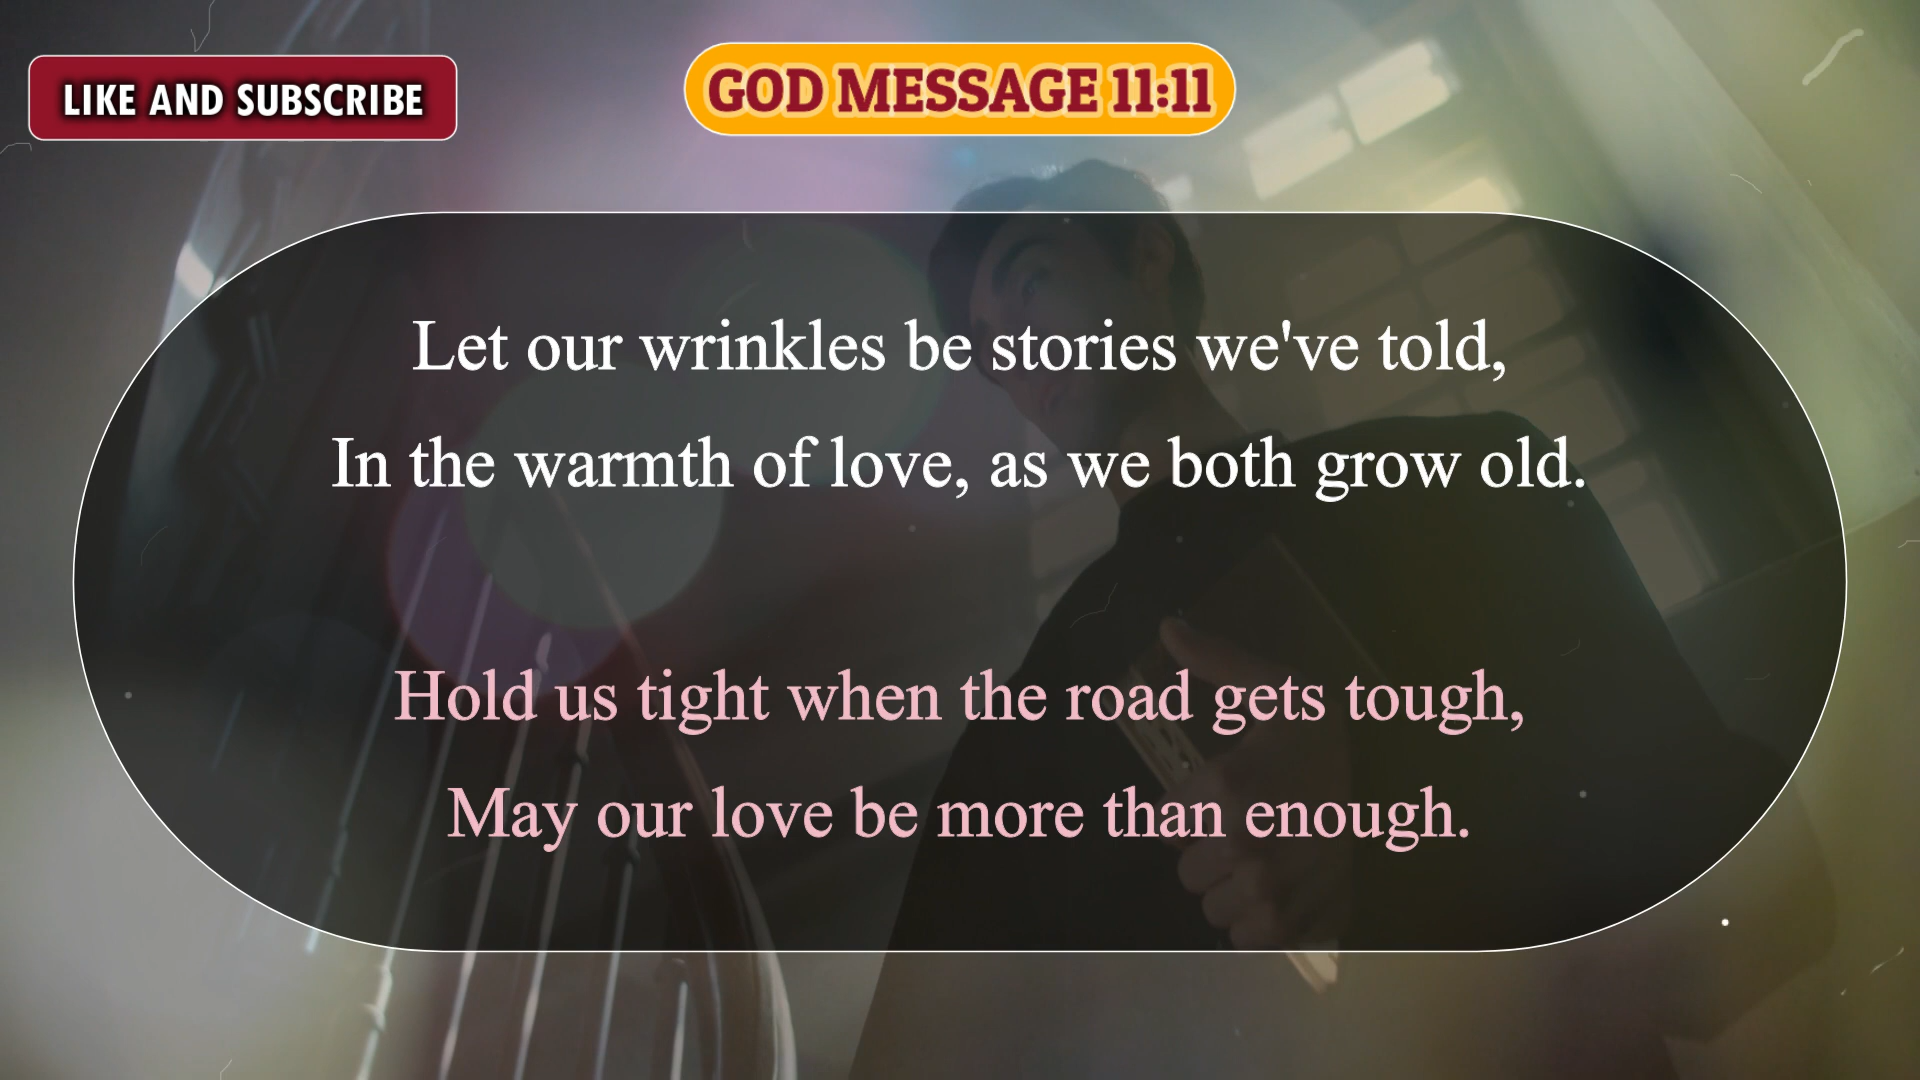 LIKE AND SUBSCRIBE
GOD MESSAGE 11:11
Let our wrinkles be stories we've told,
In the warmth of love, as we both grow old.
Hold us tight when the road gets tough,
May our love be more than enough.